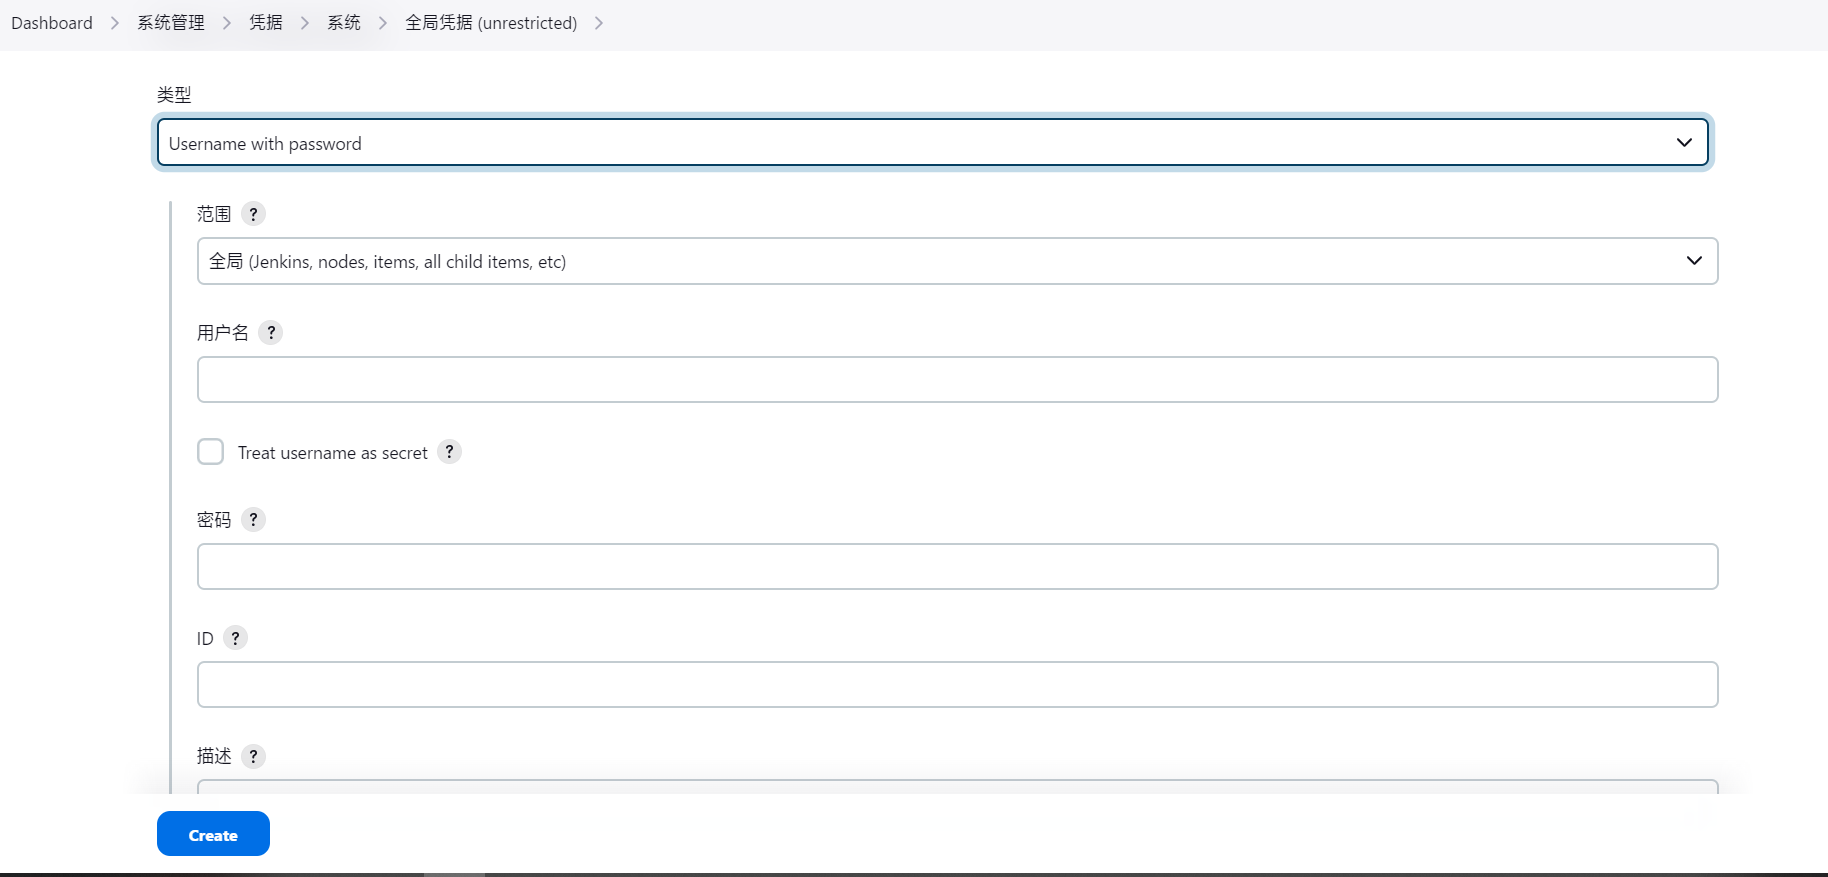 Dashboard > 系统管理 > 凭据 > 系统 > 全局凭据 (unrestricted) >
类型
Username with password
范围 ?
全局 (Jenkins, nodes, items, all child items, etc)
用户名 ?
Treat username as secret ?
密码 ?
ID ?
描述 ?
Create